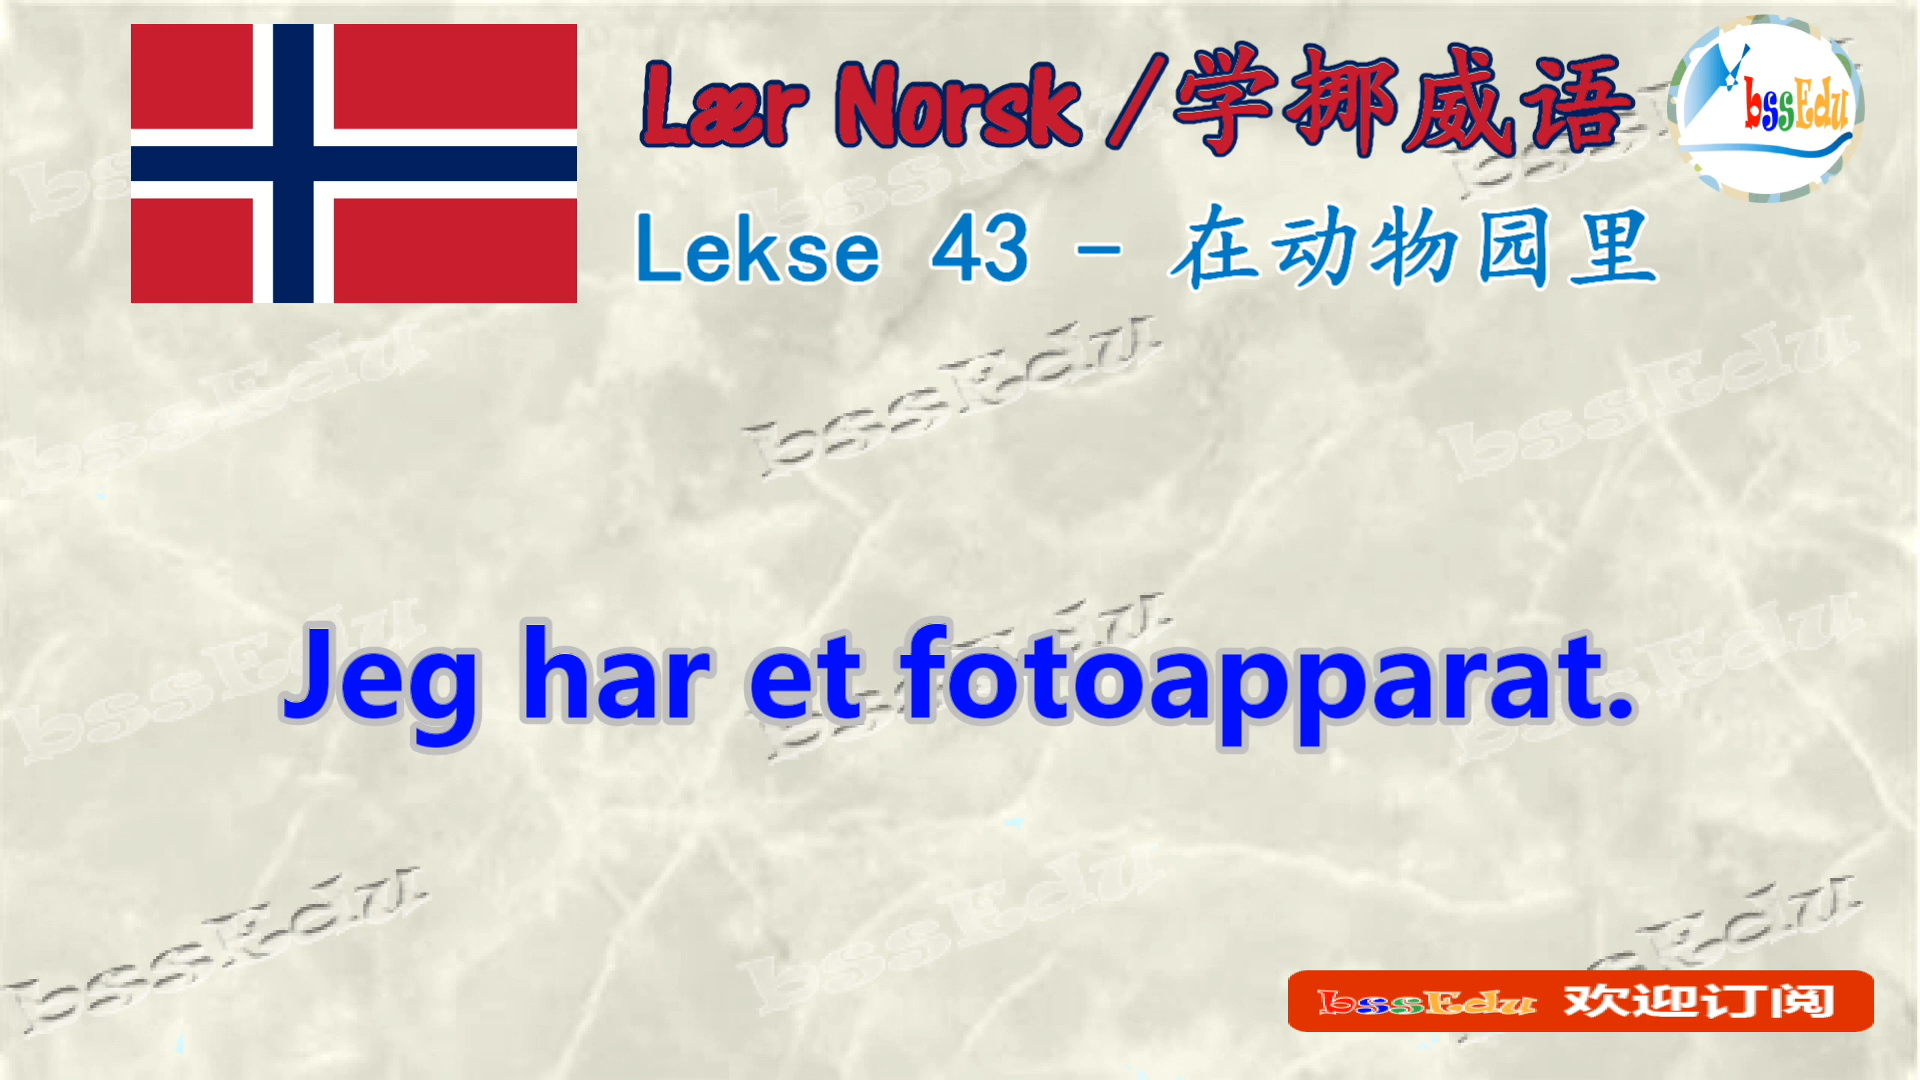 Lær Norsk /学挪威语
bssEdu
Lekse 43 - 在动物园里
Jeg har et fotoapparat.
bssEdu 欢迎订阅